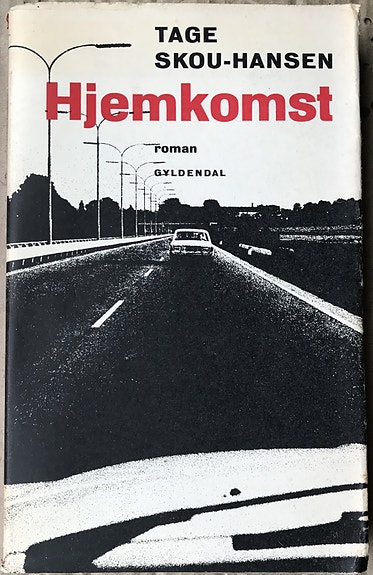 TAGE
SKOU-HANSEN
Hjemkomst
roman
GYLDENDAL